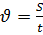 ϑ = s/t